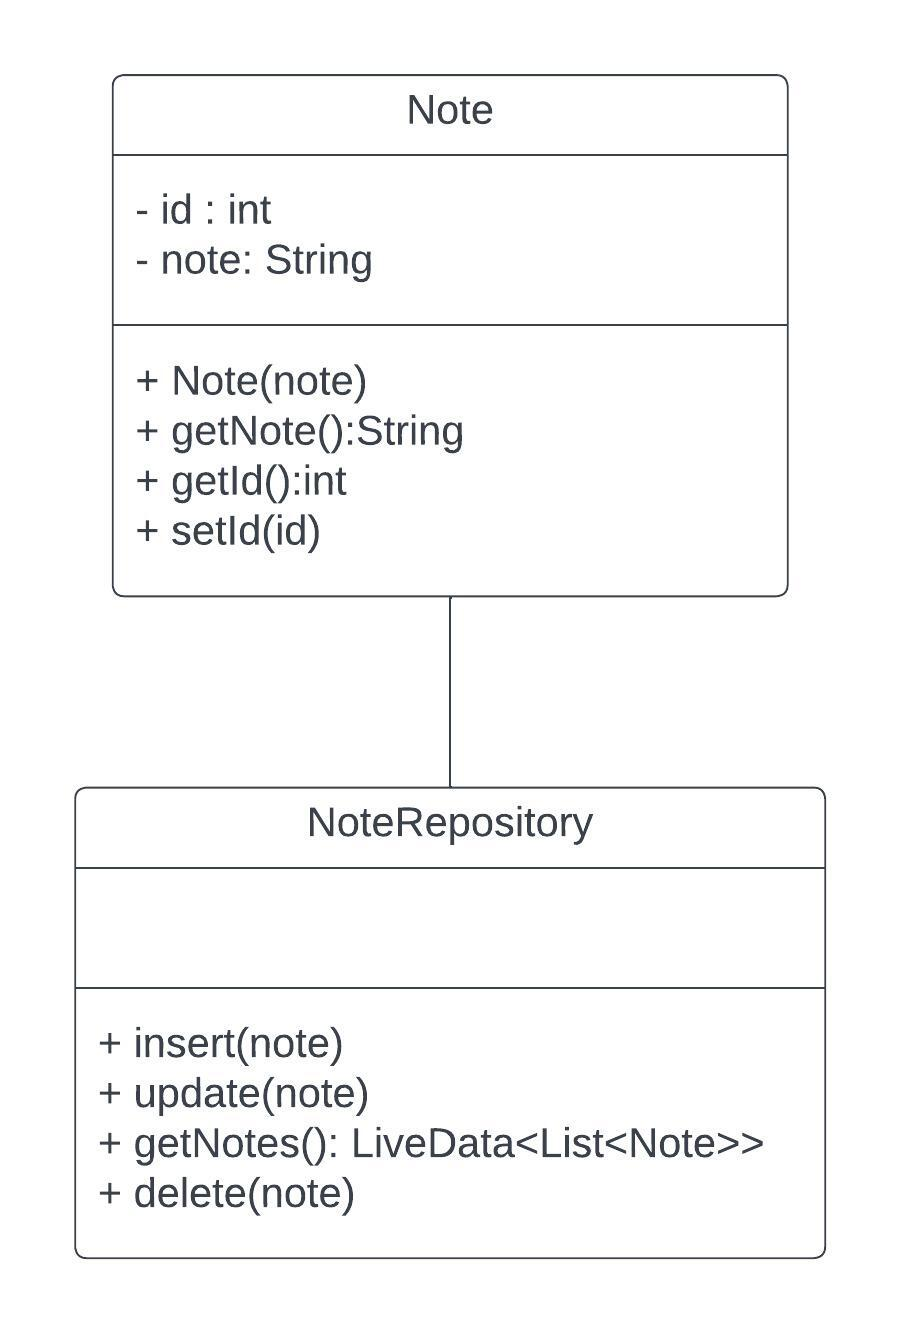 Note
- id : int
- note: String
+ Note(note)
+ getNote():String
+ getId():int
+ setId(id)
NoteRepository
+ insert(note)
+ update(note)
+ getNotes(): LiveData<List<Note>>
+ delete(note)